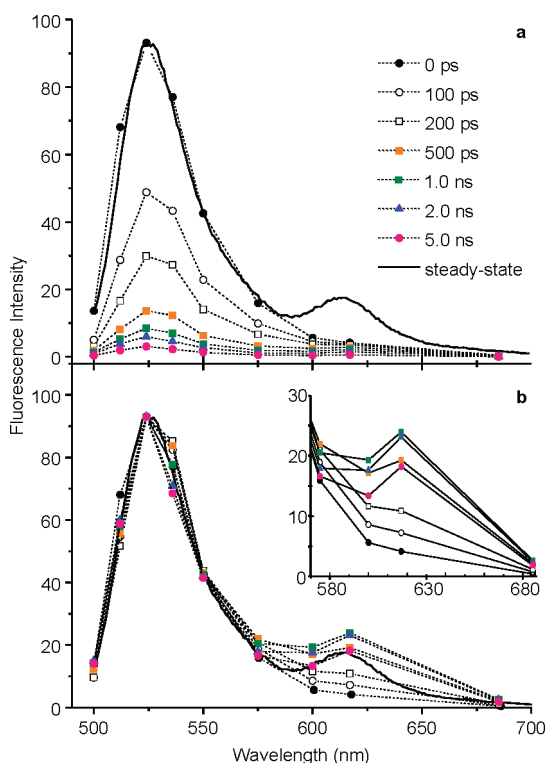 a
0 ps
100 ps
200 ps
500 ps
1.0 ns
2.0 ns
5.0 ns
steady-state
100
80
60
40
20
0
Fluorescence Intensity
b
30
20
10
0
580
630
680
100
80
60
40
20
0
500
550
600
650
700
Wavelength (nm)